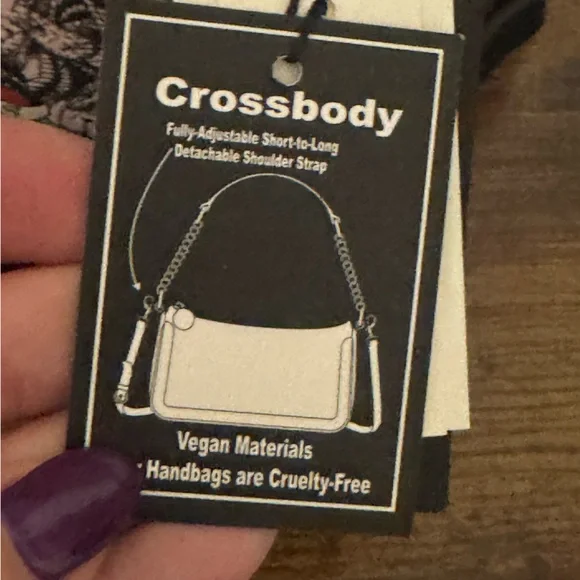 Crossbody
Fully-Adjustable Short-to-Long
Detachable Shoulder Strap
Vegan Materials
Handbags are Cruelty-Free